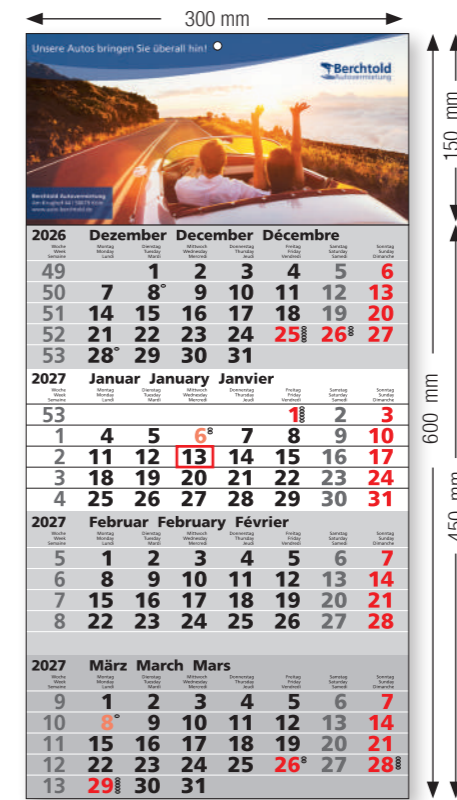 300 mm
Unsere Autos bringen Sie überall hin!
Berchtold
Autovermietung
Berchtold Autovermietung
150 mm
600 mm
450 mm
2026 Dezember December Décembre
Woche Montag Dienstag Mittwoch Donnerstag Freitag Samstag Sonntag
Week Monday Tuesday Wednesday Thursday Friday Saturday Sunday
Semaine Lundi Mardi Mercredi Jeudi Vendredi Samedi Dimanche
49 1 2 3 4 5 6
50 7 8 9 10 11 12 13
51 14 15 16 17 18 19 20
52 21 22 23 24 25 26 27
53 28 29 30 31
2027 Januar January Janvier
Woche Montag Dienstag Mittwoch Donnerstag Freitag Samstag Sonntag
Week Monday Tuesday Wednesday Thursday Friday Saturday Sunday
Semaine Lundi Mardi Mercredi Jeudi Vendredi Samedi Dimanche
53 1 2 3
1 4 5 6 7 8 9 10
2 11 12 13 14 15 16 17
3 18 19 20 21 22 23 24
4 25 26 27 28 29 30 31
2027 Februar February Février
Woche Montag Dienstag Mittwoch Donnerstag Freitag Samstag Sonntag
Week Monday Tuesday Wednesday Thursday Friday Saturday Sunday
Semaine Lundi Mardi Mercredi Jeudi Vendredi Samedi Dimanche
5 1 2 3 4 5 6 7
6 8 9 10 11 12 13 14
7 15 16 17 18 19 20 21
8 22 23 24 25 26 27 28
2027 März March Mars
Woche Montag Dienstag Mittwoch Donnerstag Freitag Samstag Sonntag
Week Monday Tuesday Wednesday Thursday Friday Saturday Sunday
Semaine Lundi Mardi Mercredi Jeudi Vendredi Samedi Dimanche
9 1 2 3 4 5 6 7
10 8 9 10 11 12 13 14
11 15 16 17 18 19 20 21
12 22 23 24 25 26 27 28
13 29 30 31